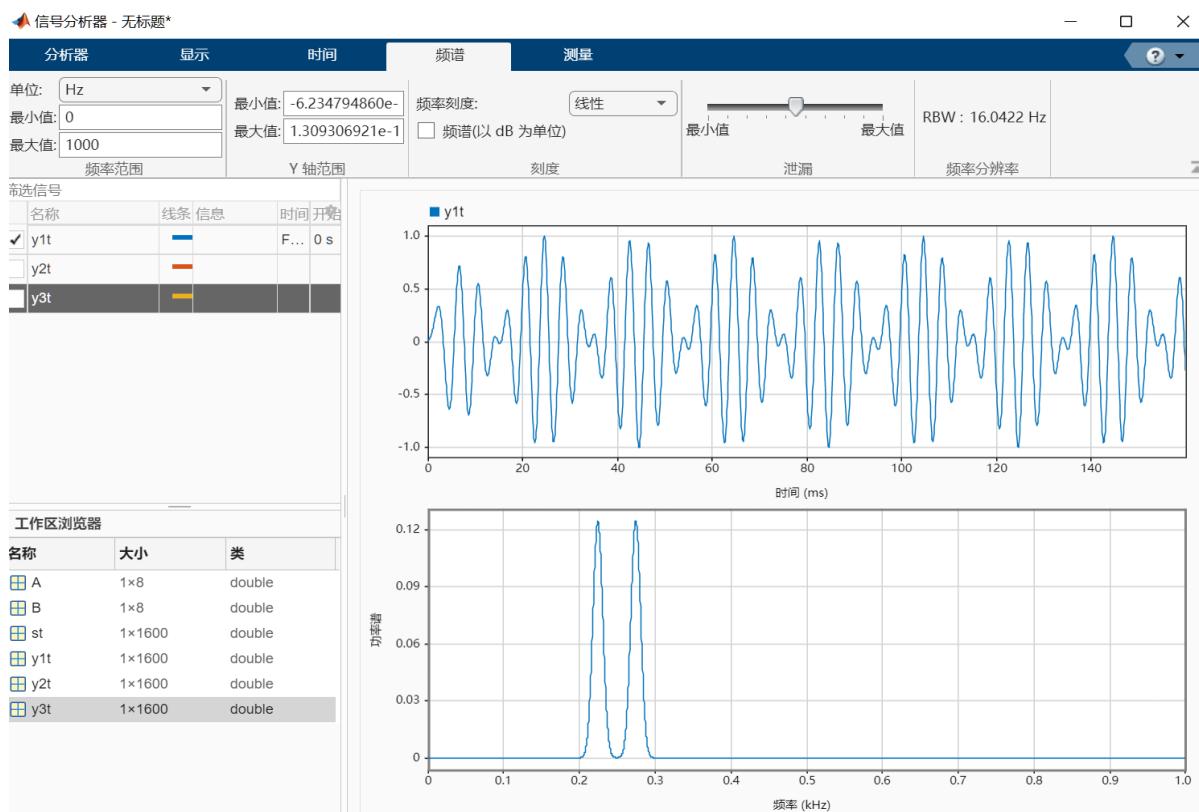 信号分析器 - 无标题*
分析器 显示 时间 频谱 测量 ?
单位: Hz
最小值: 0
最大值: 1000
频率范围
最小值: -6.234794860e-
最大值: 1.309306921e-1
Y 轴范围
频率刻度: 线性
频谱(以 dB 为单位)
刻度
最小值 最大值
泄漏
RBW : 16.0422 Hz
频率分辨率
筛选信号
名称 线条 信息 时间 开始
y1t F... 0 s
y2t
y3t
工作区浏览器
名称 大小 类
A 1×8 double
B 1×8 double
st 1×1600 double
y1t 1×1600 double
y2t 1×1600 double
y3t 1×1600 double
y1t
1.0
0.5
0
-0.5
-1.0
0 20 40 60 80 100 120 140
时间 (ms)
0.12
0.09
0.06
0.03
0
功率谱
0 0.1 0.2 0.3 0.4 0.5 0.6 0.7 0.8 0.9 1.0
频率 (kHz)